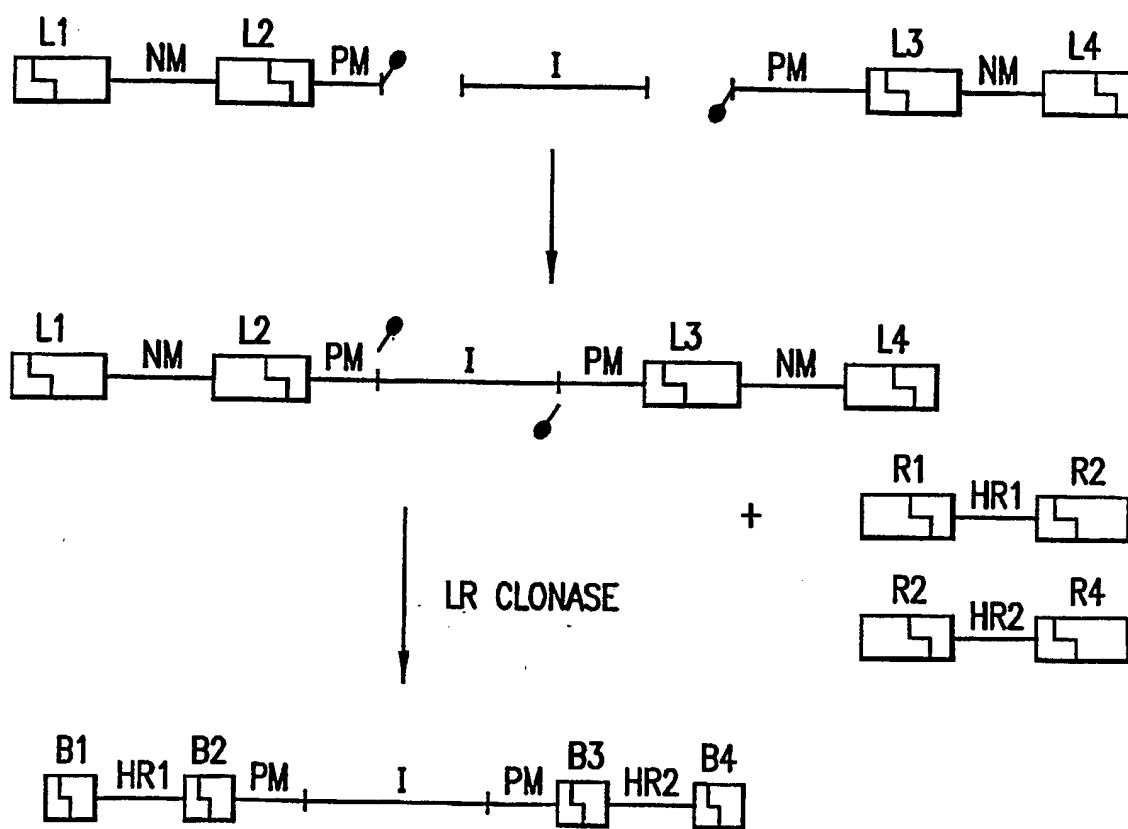 L1 NM L2 PM I PM L3 NM L4
L1 NM L2 PM I PM L3 NM L4
+ R1 HR1 R2
R2 HR2 R4
LR CLONASE
B1 HR1 B2 PM I PM B3 HR2 B4